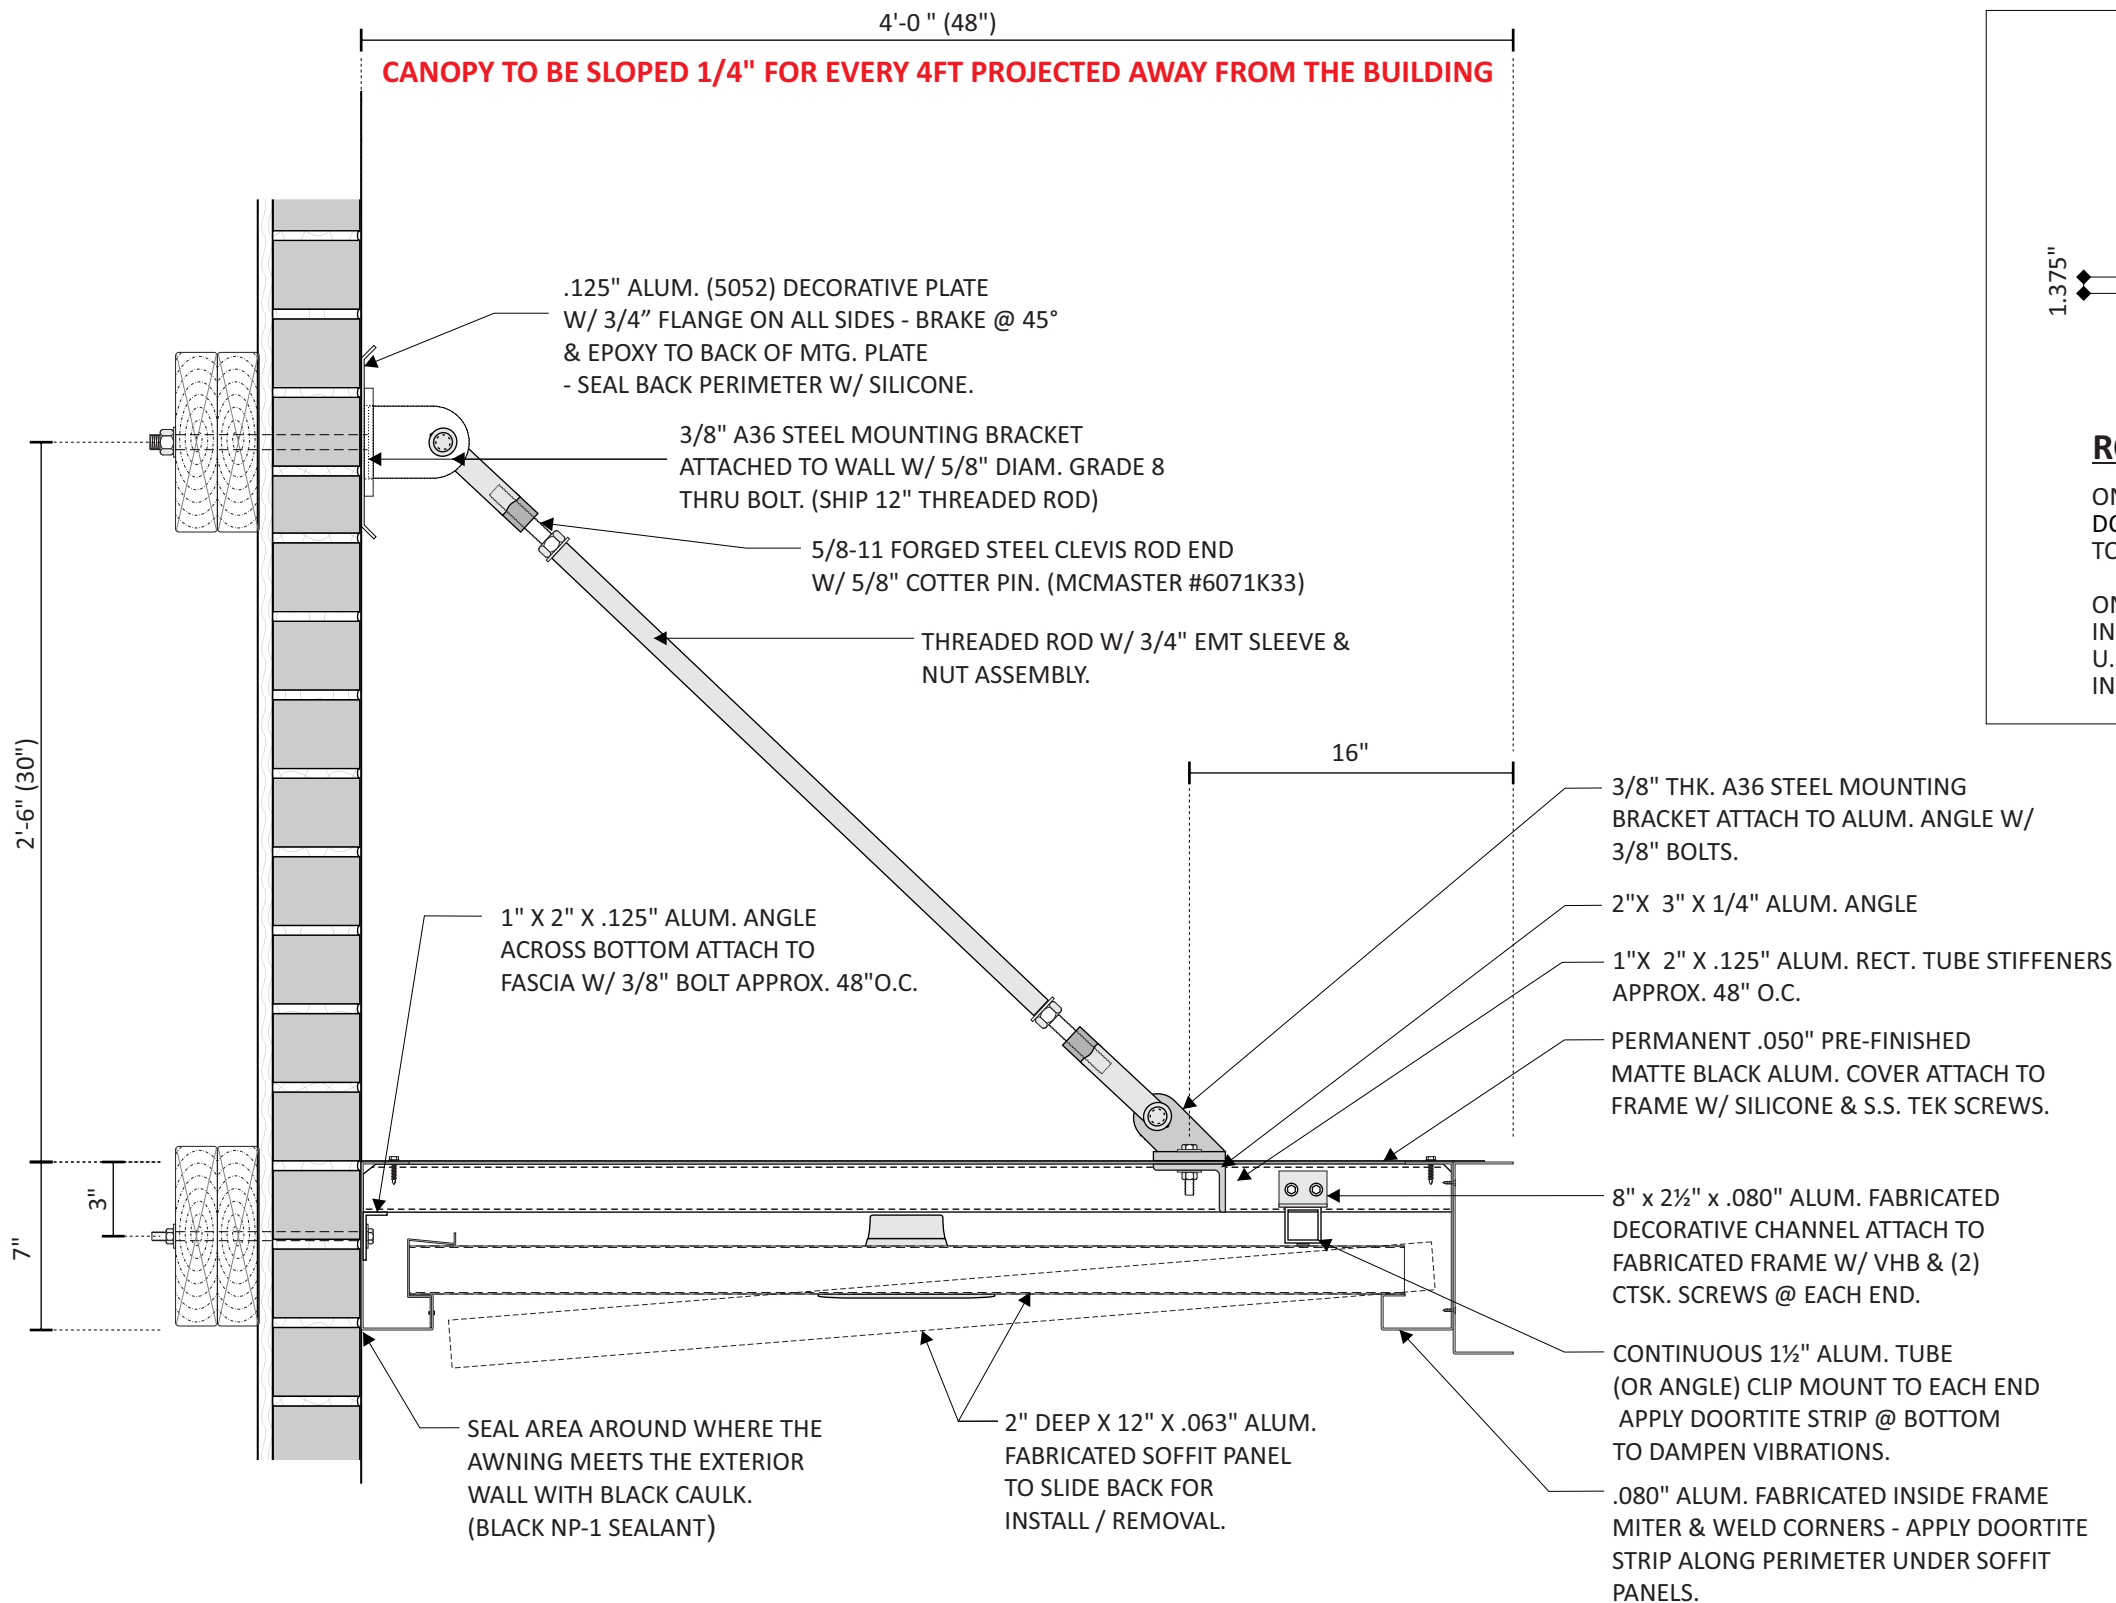 4'-0 " (48")
CANOPY TO BE SLOPED 1/4" FOR EVERY 4FT PROJECTED AWAY FROM THE BUILDING
.125" ALUM. (5052) DECORATIVE PLATE
W/ 3/4” FLANGE ON ALL SIDES - BRAKE @ 45°
& EPOXY TO BACK OF MTG. PLATE
- SEAL BACK PERIMETER W/ SILICONE.
3/8" A36 STEEL MOUNTING BRACKET
ATTACHED TO WALL W/ 5/8" DIAM. GRADE 8
THRU BOLT. (SHIP 12" THREADED ROD)
5/8-11 FORGED STEEL CLEVIS ROD END
W/ 5/8" COTTER PIN. (MCMASTER #6071K33)
THREADED ROD W/ 3/4" EMT SLEEVE &
NUT ASSEMBLY.
1.375"
ON
TO
ON
IN
U.
IN
2'-6" (30")
16"
3/8" THK. A36 STEEL MOUNTING
BRACKET ATTACH TO ALUM. ANGLE W/
3/8" BOLTS.
2"X  3" X 1/4" ALUM. ANGLE
1"X  2" X .125" ALUM. RECT. TUBE STIFFENERS
APPROX. 48" O.C.
PERMANENT .050" PRE-FINISHED
MATTE BLACK ALUM. COVER ATTACH TO
FRAME W/ SILICONE & S.S. TEK SCREWS.
1" X 2" X .125" ALUM. ANGLE
ACROSS BOTTOM ATTACH TO
FASCIA W/ 3/8" BOLT APPROX. 48"O.C.
3"
7"
8" x 2½" x .080" ALUM. FABRICATED
DECORATIVE CHANNEL ATTACH TO
FABRICATED FRAME W/ VHB & (2)
CTSK. SCREWS @ EACH END.
CONTINUOUS 1½" ALUM. TUBE
(OR ANGLE) CLIP MOUNT TO EACH END
APPLY DOORTITE STRIP @ BOTTOM
TO DAMPEN VIBRATIONS.
.080" ALUM. FABRICATED INSIDE FRAME
MITER & WELD CORNERS - APPLY DOORTITE
STRIP ALONG PERIMETER UNDER SOFFIT
PANELS.
SEAL AREA AROUND WHERE THE
AWNING MEETS THE EXTERIOR
WALL WITH BLACK CAULK.
(BLACK NP-1 SEALANT)
2" DEEP X 12" X .063" ALUM.
FABRICATED SOFFIT PANEL
TO SLIDE BACK FOR
INSTALL / REMOVAL.